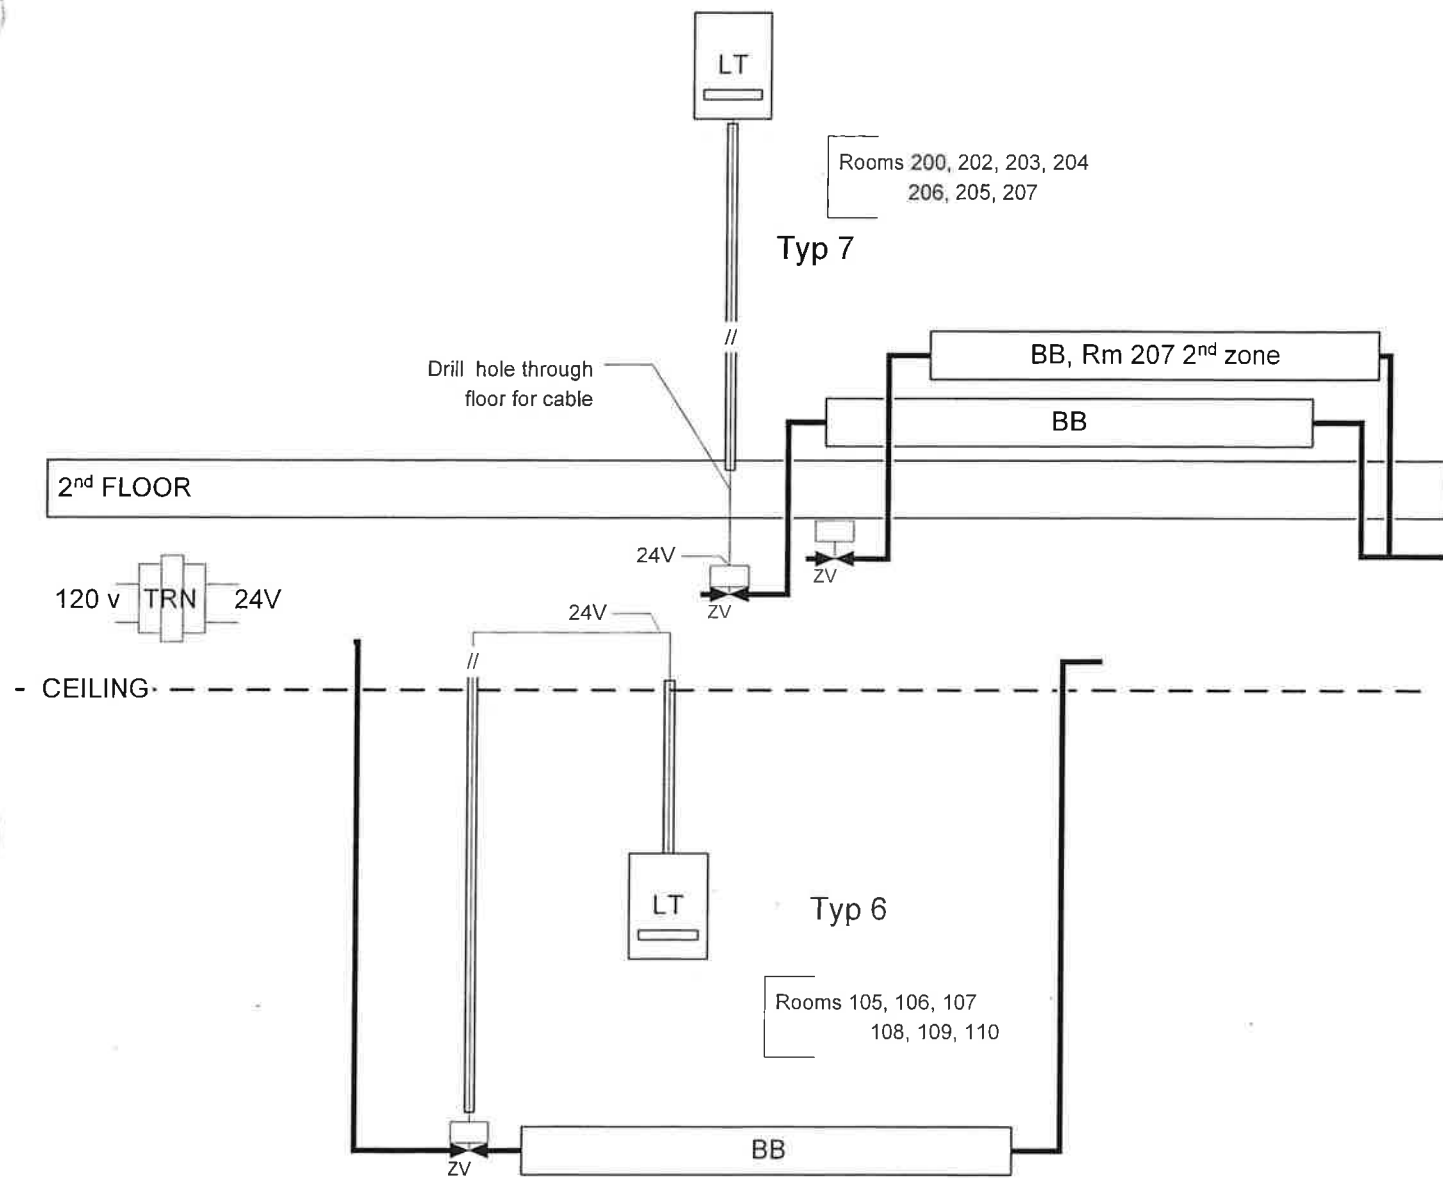 LT
Rooms 200, 202, 203, 204
206, 205, 207
Typ 7
BB, Rm 207 2nd zone
Drill hole through
floor for cable
BB
2nd FLOOR
24V
ZV
120 v TRN 24V
ZV
24V
//
//
- CEILING
LT
Typ 6
Rooms 105, 106, 107
108, 109, 110
BB
ZV